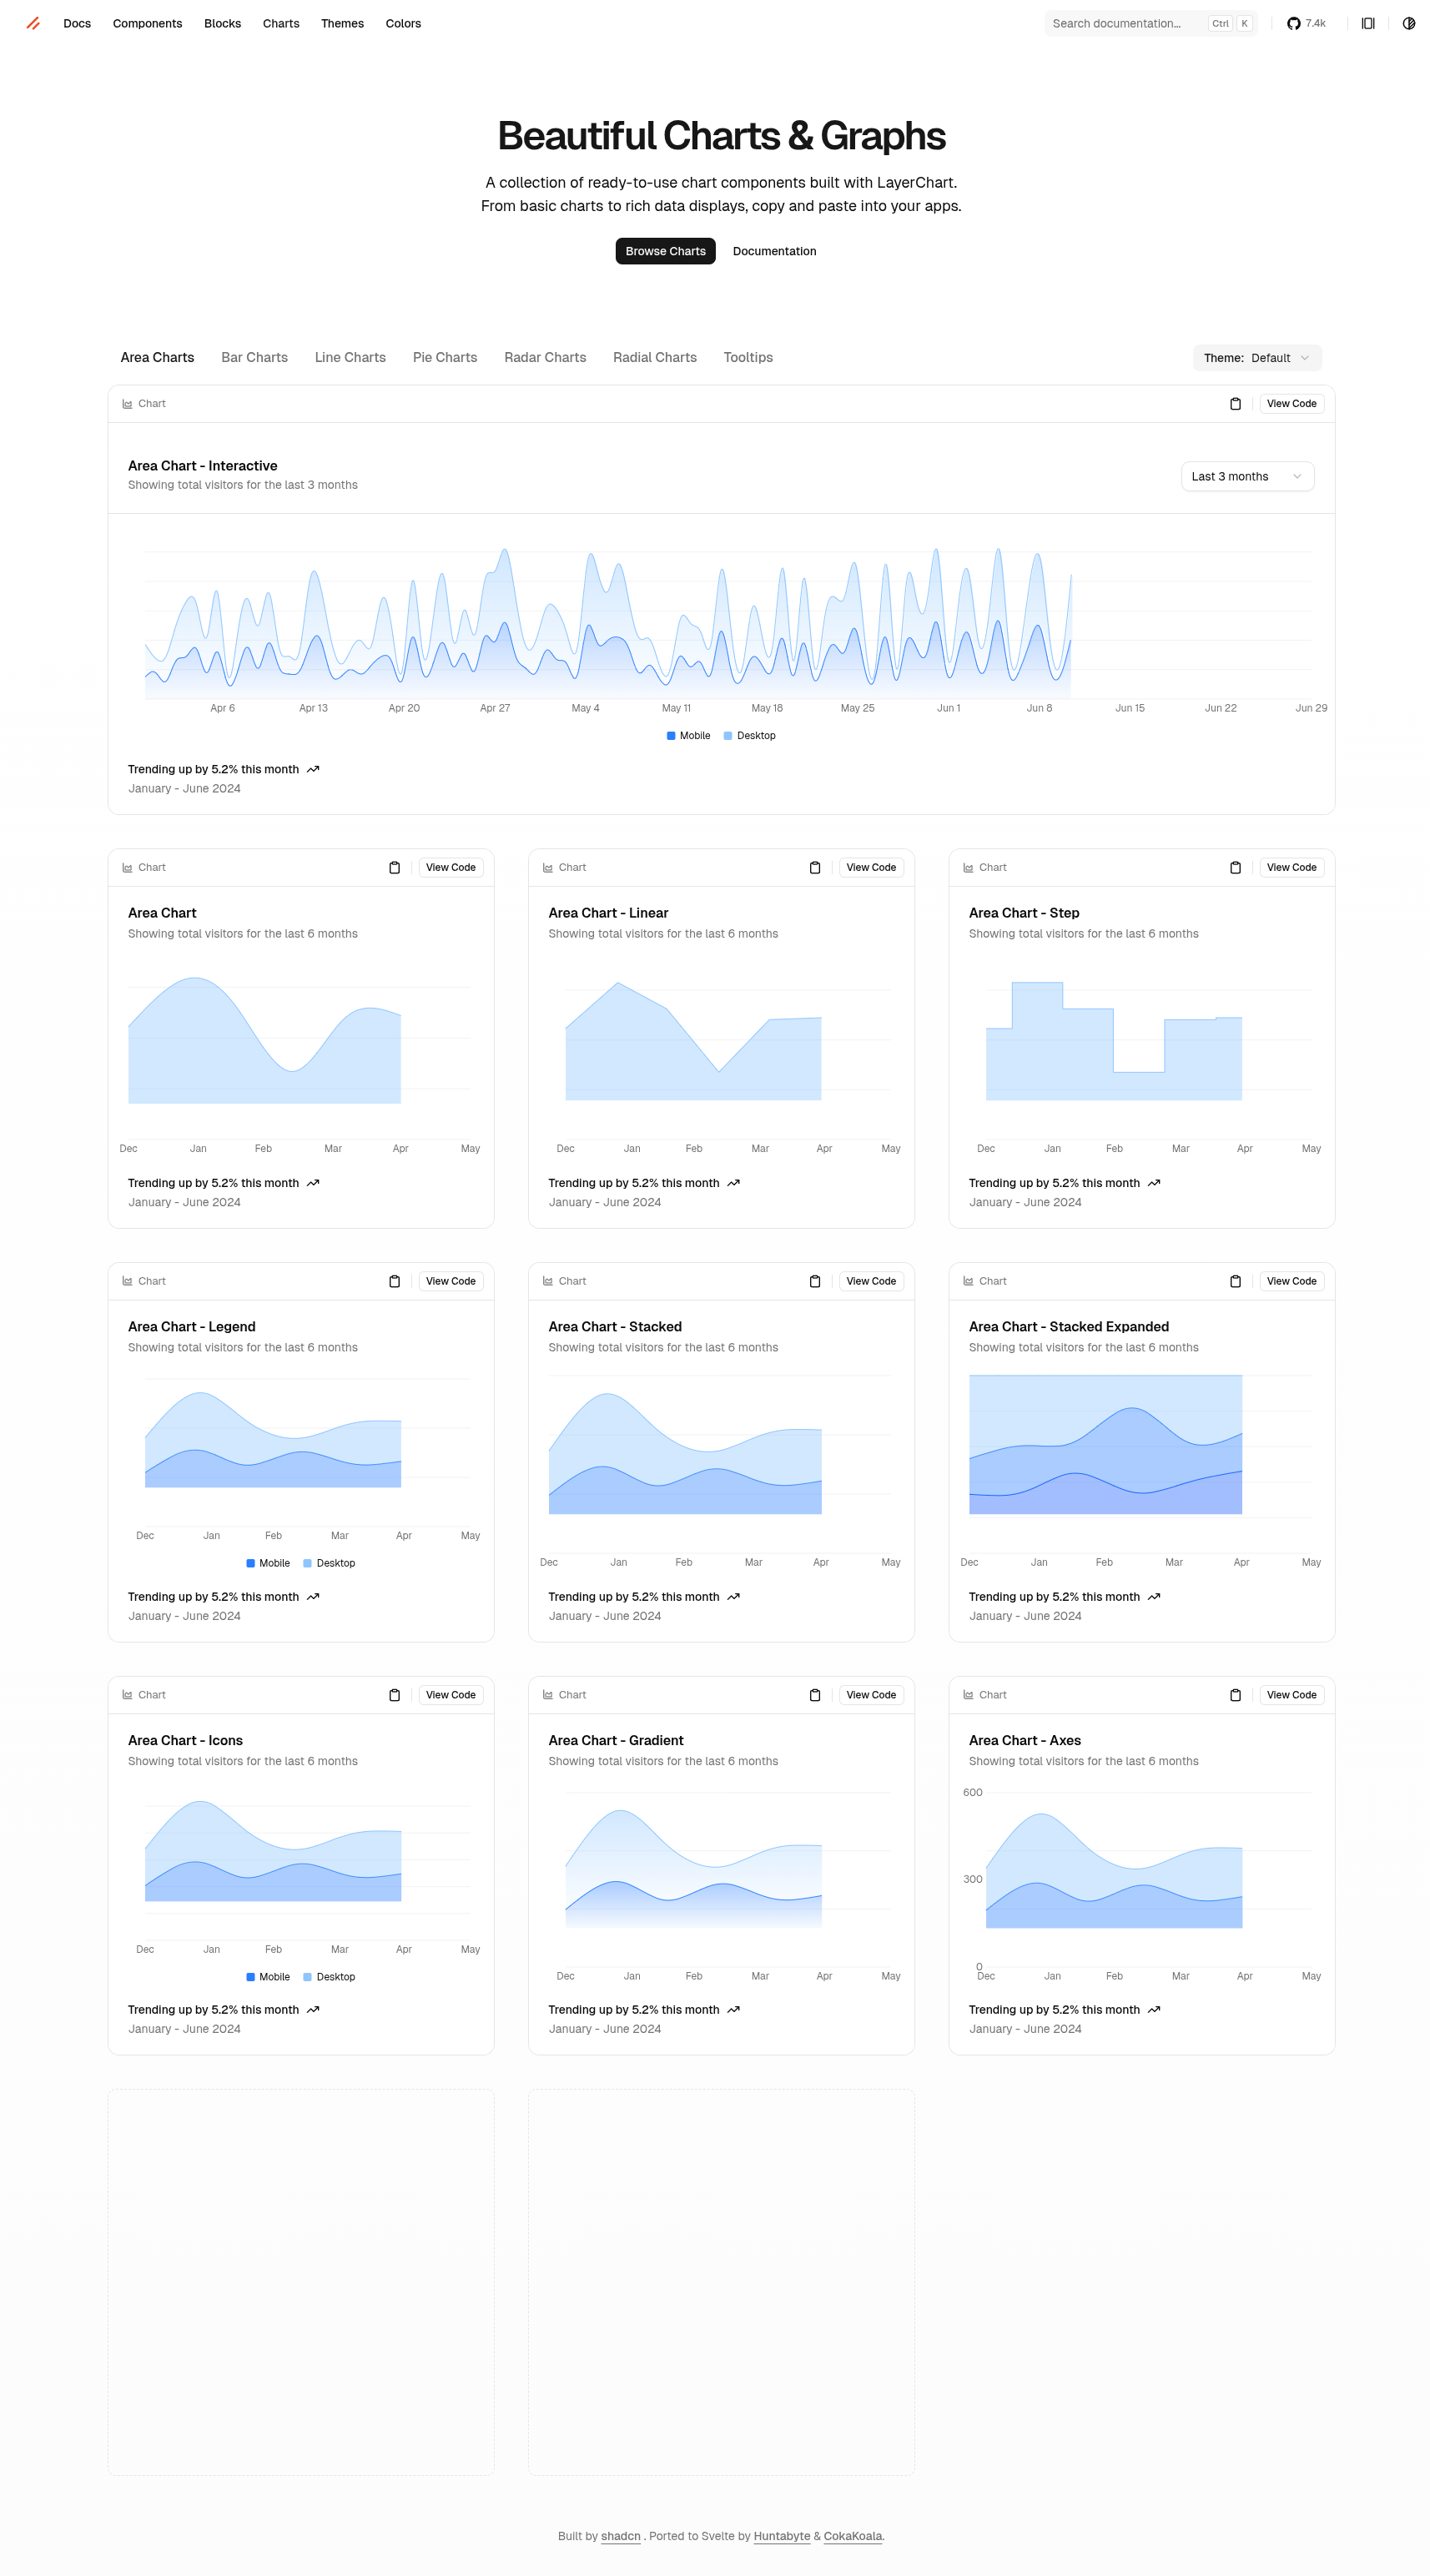 Docs Components Blocks Charts Themes Colors Search documentation... Ctrl K 7.4k
Beautiful Charts & Graphs
A collection of ready-to-use chart components built with LayerChart.
From basic charts to rich data displays, copy and paste into your apps.
Browse Charts Documentation
Area Charts Bar Charts Line Charts Pie Charts Radar Charts Radial Charts Tooltips Theme: Default
Chart View Code
Area Chart - Interactive
Showing total visitors for the last 3 months
Last 3 months
Apr 6 Apr 13 Apr 20 Apr 27 May 4 May 11 May 18 May 25 Jun 1 Jun 8 Jun 15 Jun 22 Jun 29
Mobile Desktop
Trending up by 5.2% this month
January - June 2024
Chart View Code
Area Chart
Showing total visitors for the last 6 months
Dec Jan Feb Mar Apr May
Trending up by 5.2% this month
January - June 2024
Chart View Code
Area Chart - Linear
Showing total visitors for the last 6 months
Dec Jan Feb Mar Apr May
Trending up by 5.2% this month
January - June 2024
Chart View Code
Area Chart - Step
Showing total visitors for the last 6 months
Dec Jan Feb Mar Apr May
Trending up by 5.2% this month
January - June 2024
Chart View Code
Area Chart - Legend
Showing total visitors for the last 6 months
Dec Jan Feb Mar Apr May
Mobile Desktop
Trending up by 5.2% this month
January - June 2024
Chart View Code
Area Chart - Stacked
Showing total visitors for the last 6 months
Dec Jan Feb Mar Apr May
Trending up by 5.2% this month
January - June 2024
Chart View Code
Area Chart - Stacked Expanded
Showing total visitors for the last 6 months
Dec Jan Feb Mar Apr May
Trending up by 5.2% this month
January - June 2024
Chart View Code
Area Chart - Icons
Showing total visitors for the last 6 months
Dec Jan Feb Mar Apr May
Mobile Desktop
Trending up by 5.2% this month
January - June 2024
Chart View Code
Area Chart - Gradient
Showing total visitors for the last 6 months
Dec Jan Feb Mar Apr May
Trending up by 5.2% this month
January - June 2024
Chart View Code
Area Chart - Axes
Showing total visitors for the last 6 months
600
300
0
Dec Jan Feb Mar Apr May
Trending up by 5.2% this month
January - June 2024
Built by shadcn . Ported to Svelte by Huntabyte & CokaKoala.